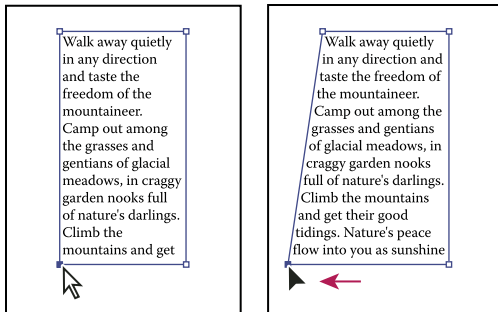 Walk away quietly
in any direction
and taste the
freedom of the
mountaineer.
Camp out among
the grasses and
gentians of glacial
meadows, in craggy
garden nooks full
of nature's darlings.
Climb the
mountains and get
Walk away quietly
in any direction and
taste the freedom of
the mountaineer.
Camp out among the
grasses and gentians
of glacial meadows, in
craggy garden nooks
full of nature's darlings.
Climb the mountains
and get their good
tidings. Nature's peace
flow into you as sunshine